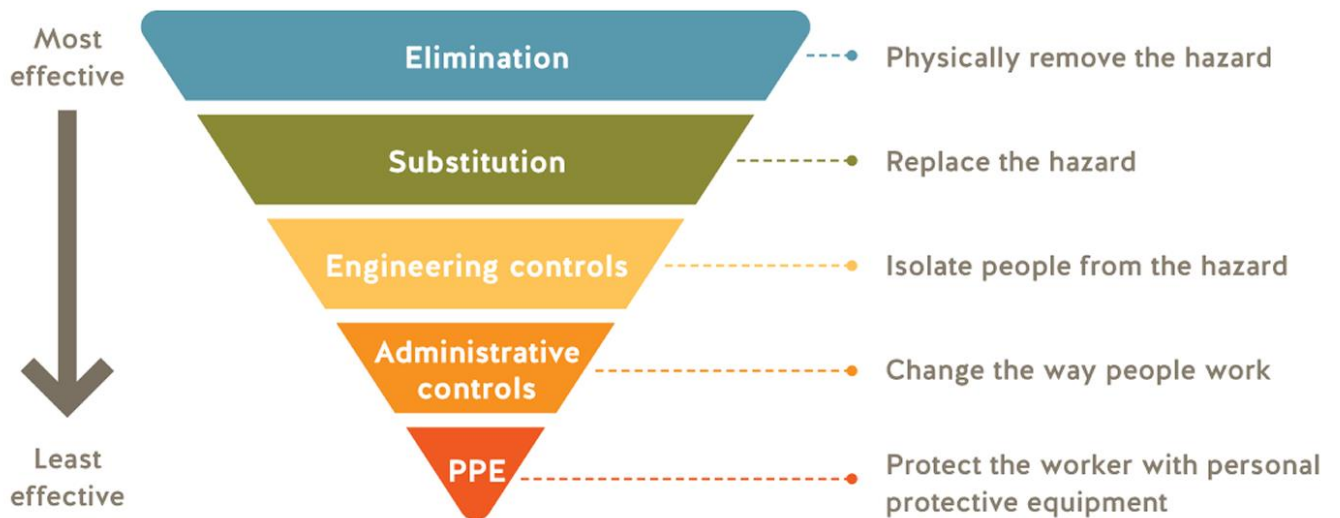 Most
effective
Elimination
Physically remove the hazard
Substitution
Replace the hazard
Engineering controls
Isolate people from the hazard
Administrative
controls
Change the way people work
Least
effective
PPE
Protect the worker with personal
protective equipment